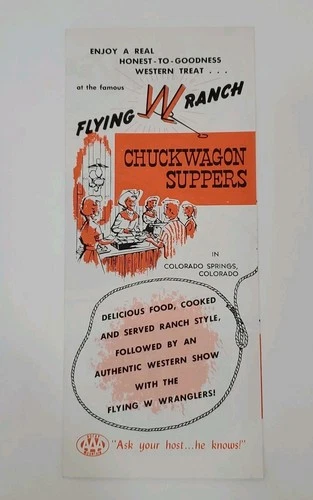 ENJOY A REAL
HONEST-TO-GOODNESS
WESTERN TREAT . . .
at the famous
FLYING W RANCH
CHUCKWAGON
SUPPERS
IN
COLORADO SPRINGS,
COLORADO
DELICIOUS FOOD, COOKED
AND SERVED RANCH STYLE,
FOLLOWED BY AN
AUTHENTIC WESTERN SHOW
WITH THE
FLYING W WRANGLERS!
AAA
"Ask your host...he knows!"